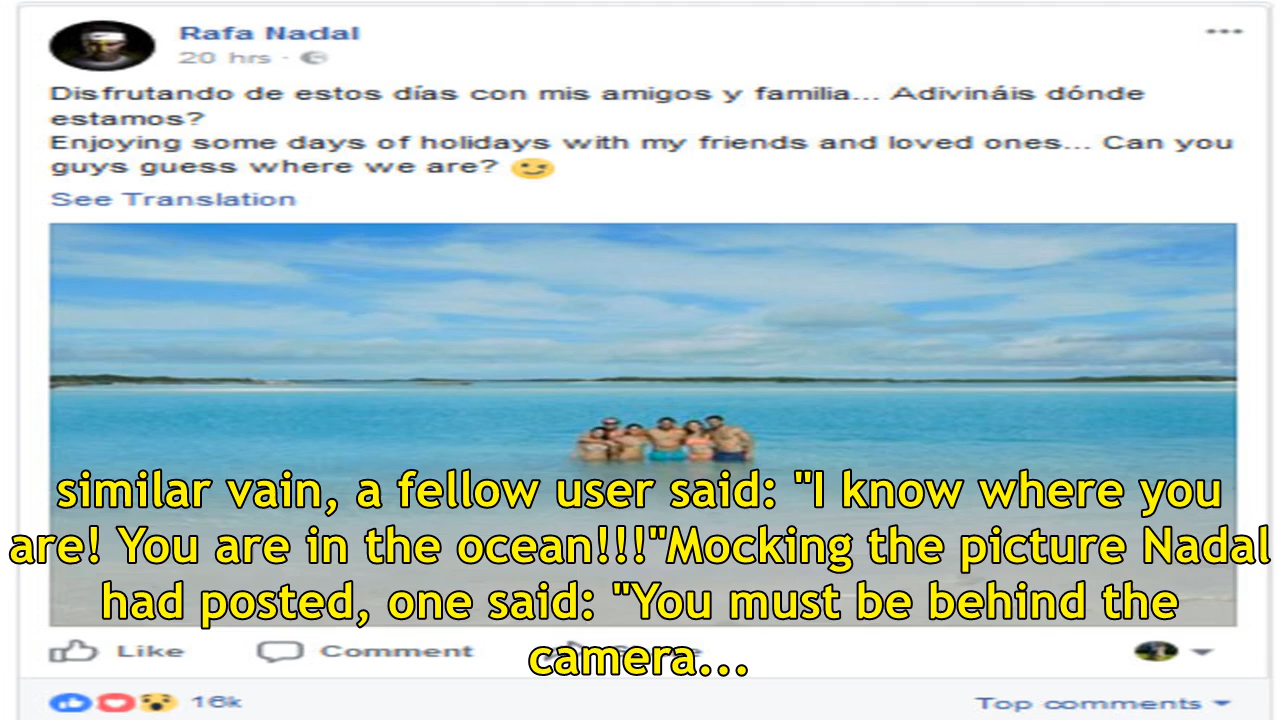 Rafa Nadal
20 hrs ·
Disfrutando de estos días con mis amigos y familia... Adivináis dónde
estamos?
Enjoying some days of holidays with my friends and loved ones... Can you
guys guess where we are?
See Translation
similar vain, a fellow user said: "I know where you
are! You are in the ocean!!!"Mocking the picture Nadal
had posted, one said: "You must be behind the
camera...
Like Comment
16k Top comments